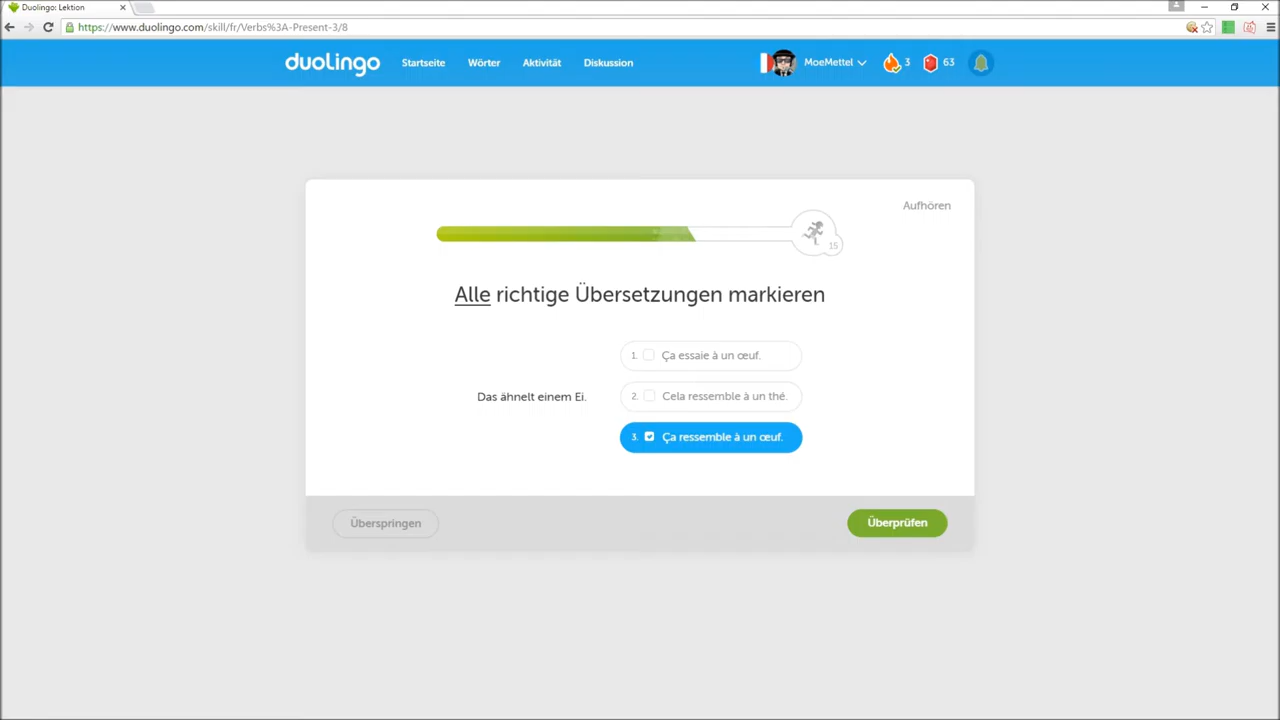 Duolingo: Lektion
https://www.duolingo.com/skill/fr/Verbs%3A-Present-3/8
duolingo Startseite Wörter Aktivität Diskussion MoeMettel 3 63
Aufhören
15
Alle richtige Übersetzungen markieren
Das ähnelt einem Ei.
1. Ça essaie à un œuf.
2. Cela ressemble à un thé.
3. Ça ressemble à un œuf.
Überspringen Überprüfen